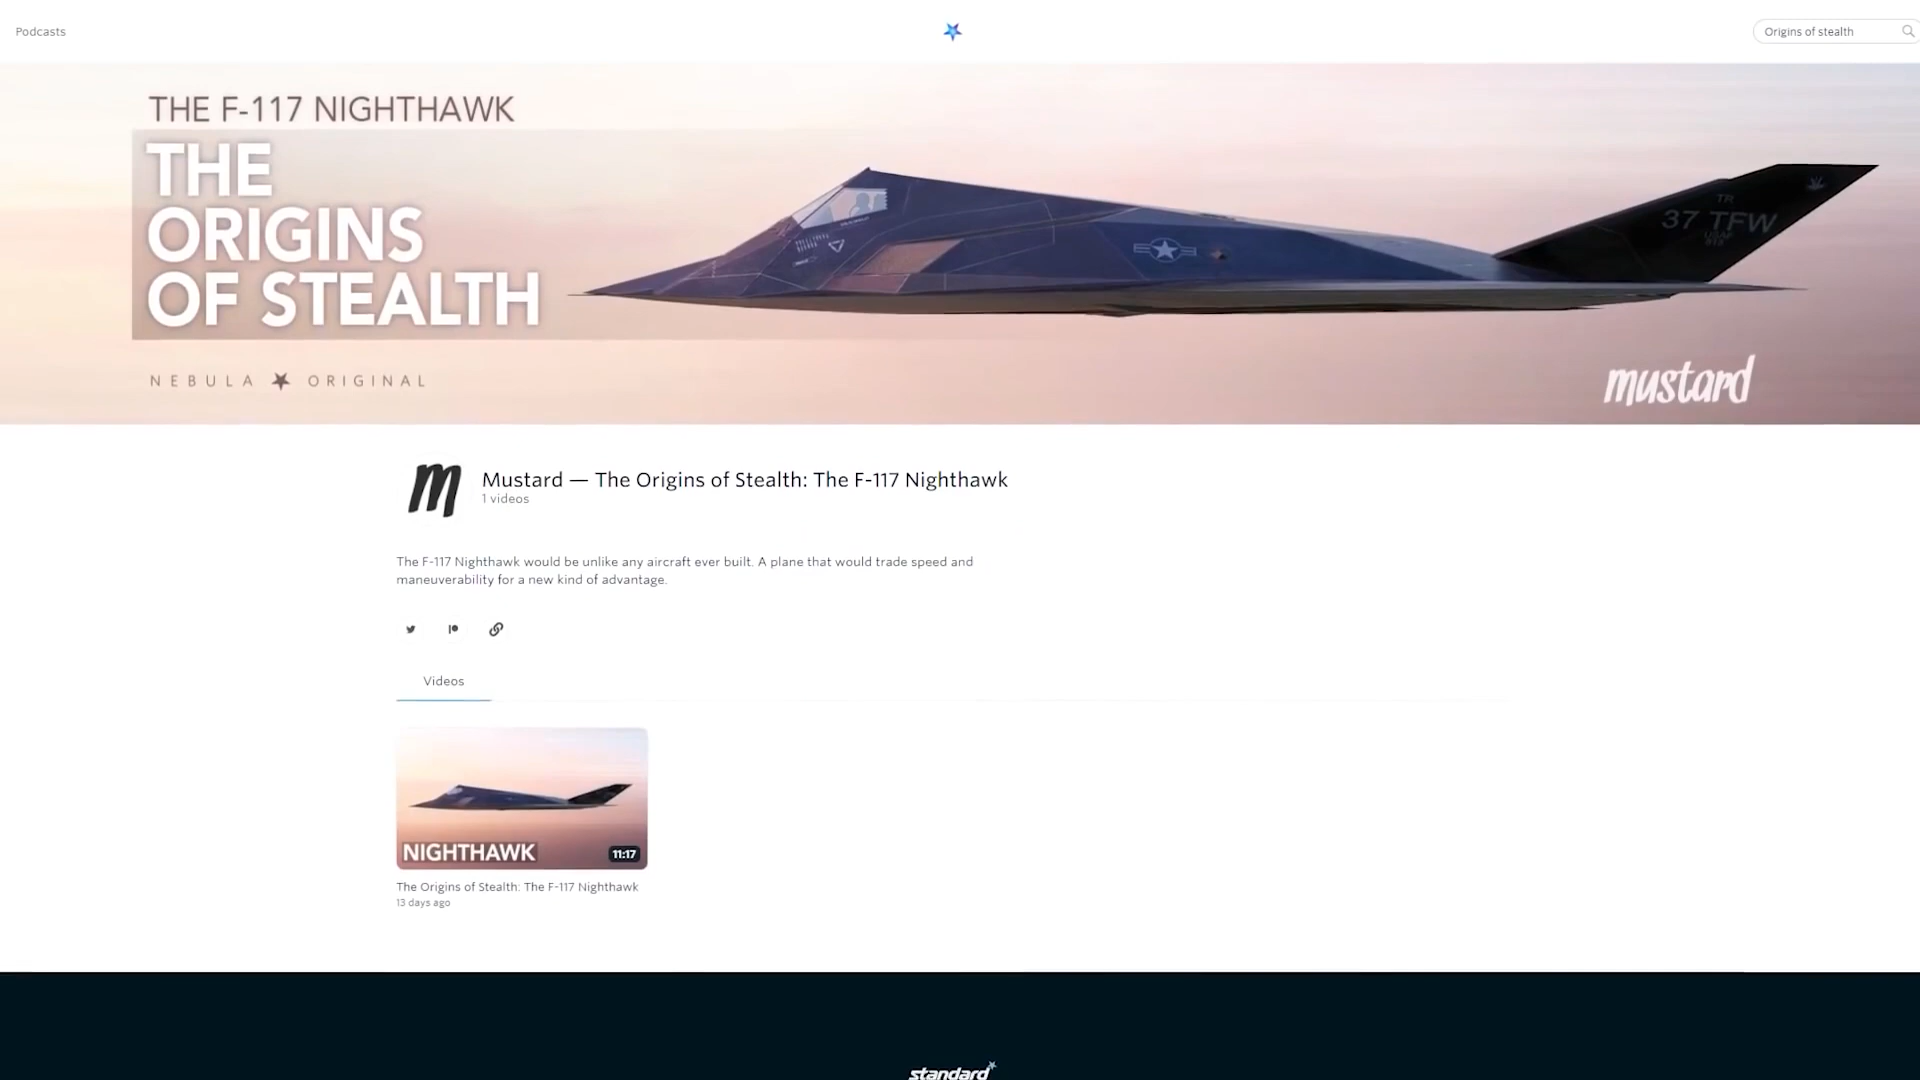 Podcasts
Origins of stealth
THE F-117 NIGHTHAWK
THE
ORIGINS
OF STEALTH
TR
37 TFW
USAF
NEBULA ORIGINAL
mustard
m
Mustard — The Origins of Stealth: The F-117 Nighthawk
1 videos
The F-117 Nighthawk would be unlike any aircraft ever built. A plane that would trade speed and
maneuverability for a new kind of advantage.
Videos
NIGHTHAWK
11:17
The Origins of Stealth: The F-117 Nighthawk
13 days ago
standard